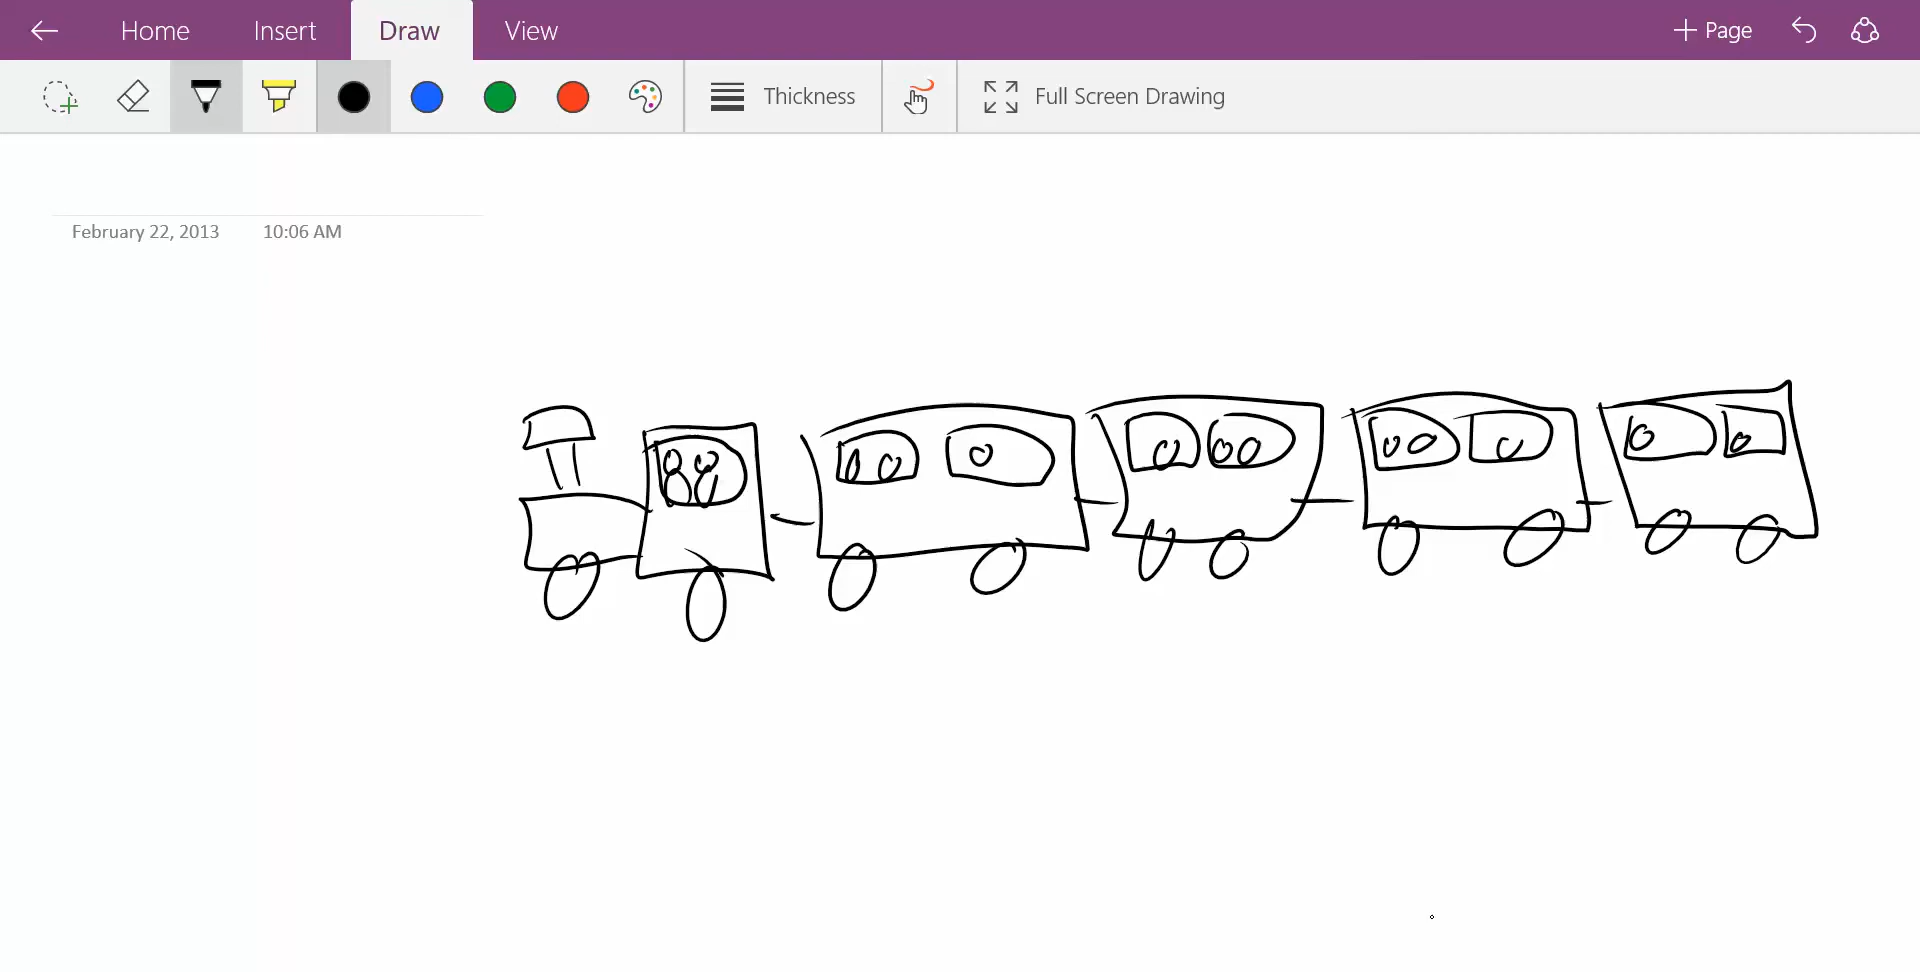 Home Insert Draw View + Page
Thickness Full Screen Drawing
February 22, 2013 10:06 AM